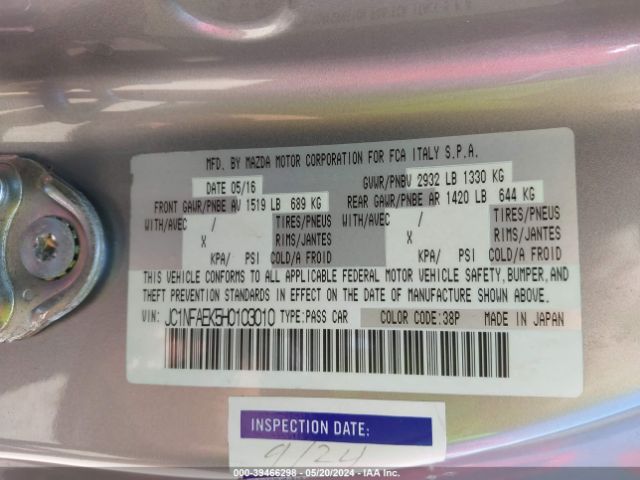 MFD. BY MAZDA MOTOR CORPORATION FOR FCA ITALY S.P.A.
DATE 05/16 GVWR/PNBV 2932 LB 1330 KG
FRONT GAWR/PNBE AV 1519 LB 689 KG REAR GAWR/PNBE AR 1420 LB 644 KG
WITH/AVEC / TIRES/PNEUS WITH/AVEC / TIRES/PNEUS
X RIMS/JANTES X RIMS/JANTES
KPA/ PSI COLD/A FROID KPA/ PSI COLD/A FROID
THIS VEHICLE CONFORMS TO ALL APPLICABLE FEDERAL MOTOR VEHICLE SAFETY, BUMPER, AND
THEFT PREVENTION STANDARDS IN EFFECT ON THE DATE OF MANUFACTURE SHOWN ABOVE.
VIN: JC1NFAEK5H0103010 TYPE:PASS CAR COLOR CODE:38P MADE IN JAPAN
INSPECTION DATE:
9/24
000-39466298 - 05/20/2024 - IAA Inc.